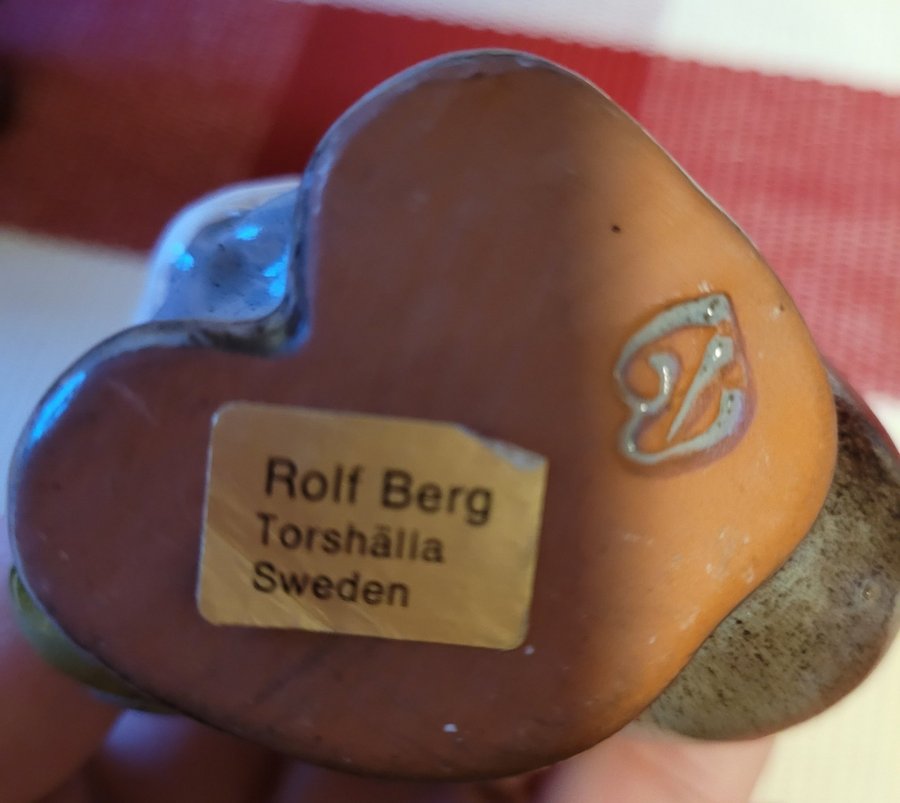 Rolf Berg
Torshälla
Sweden